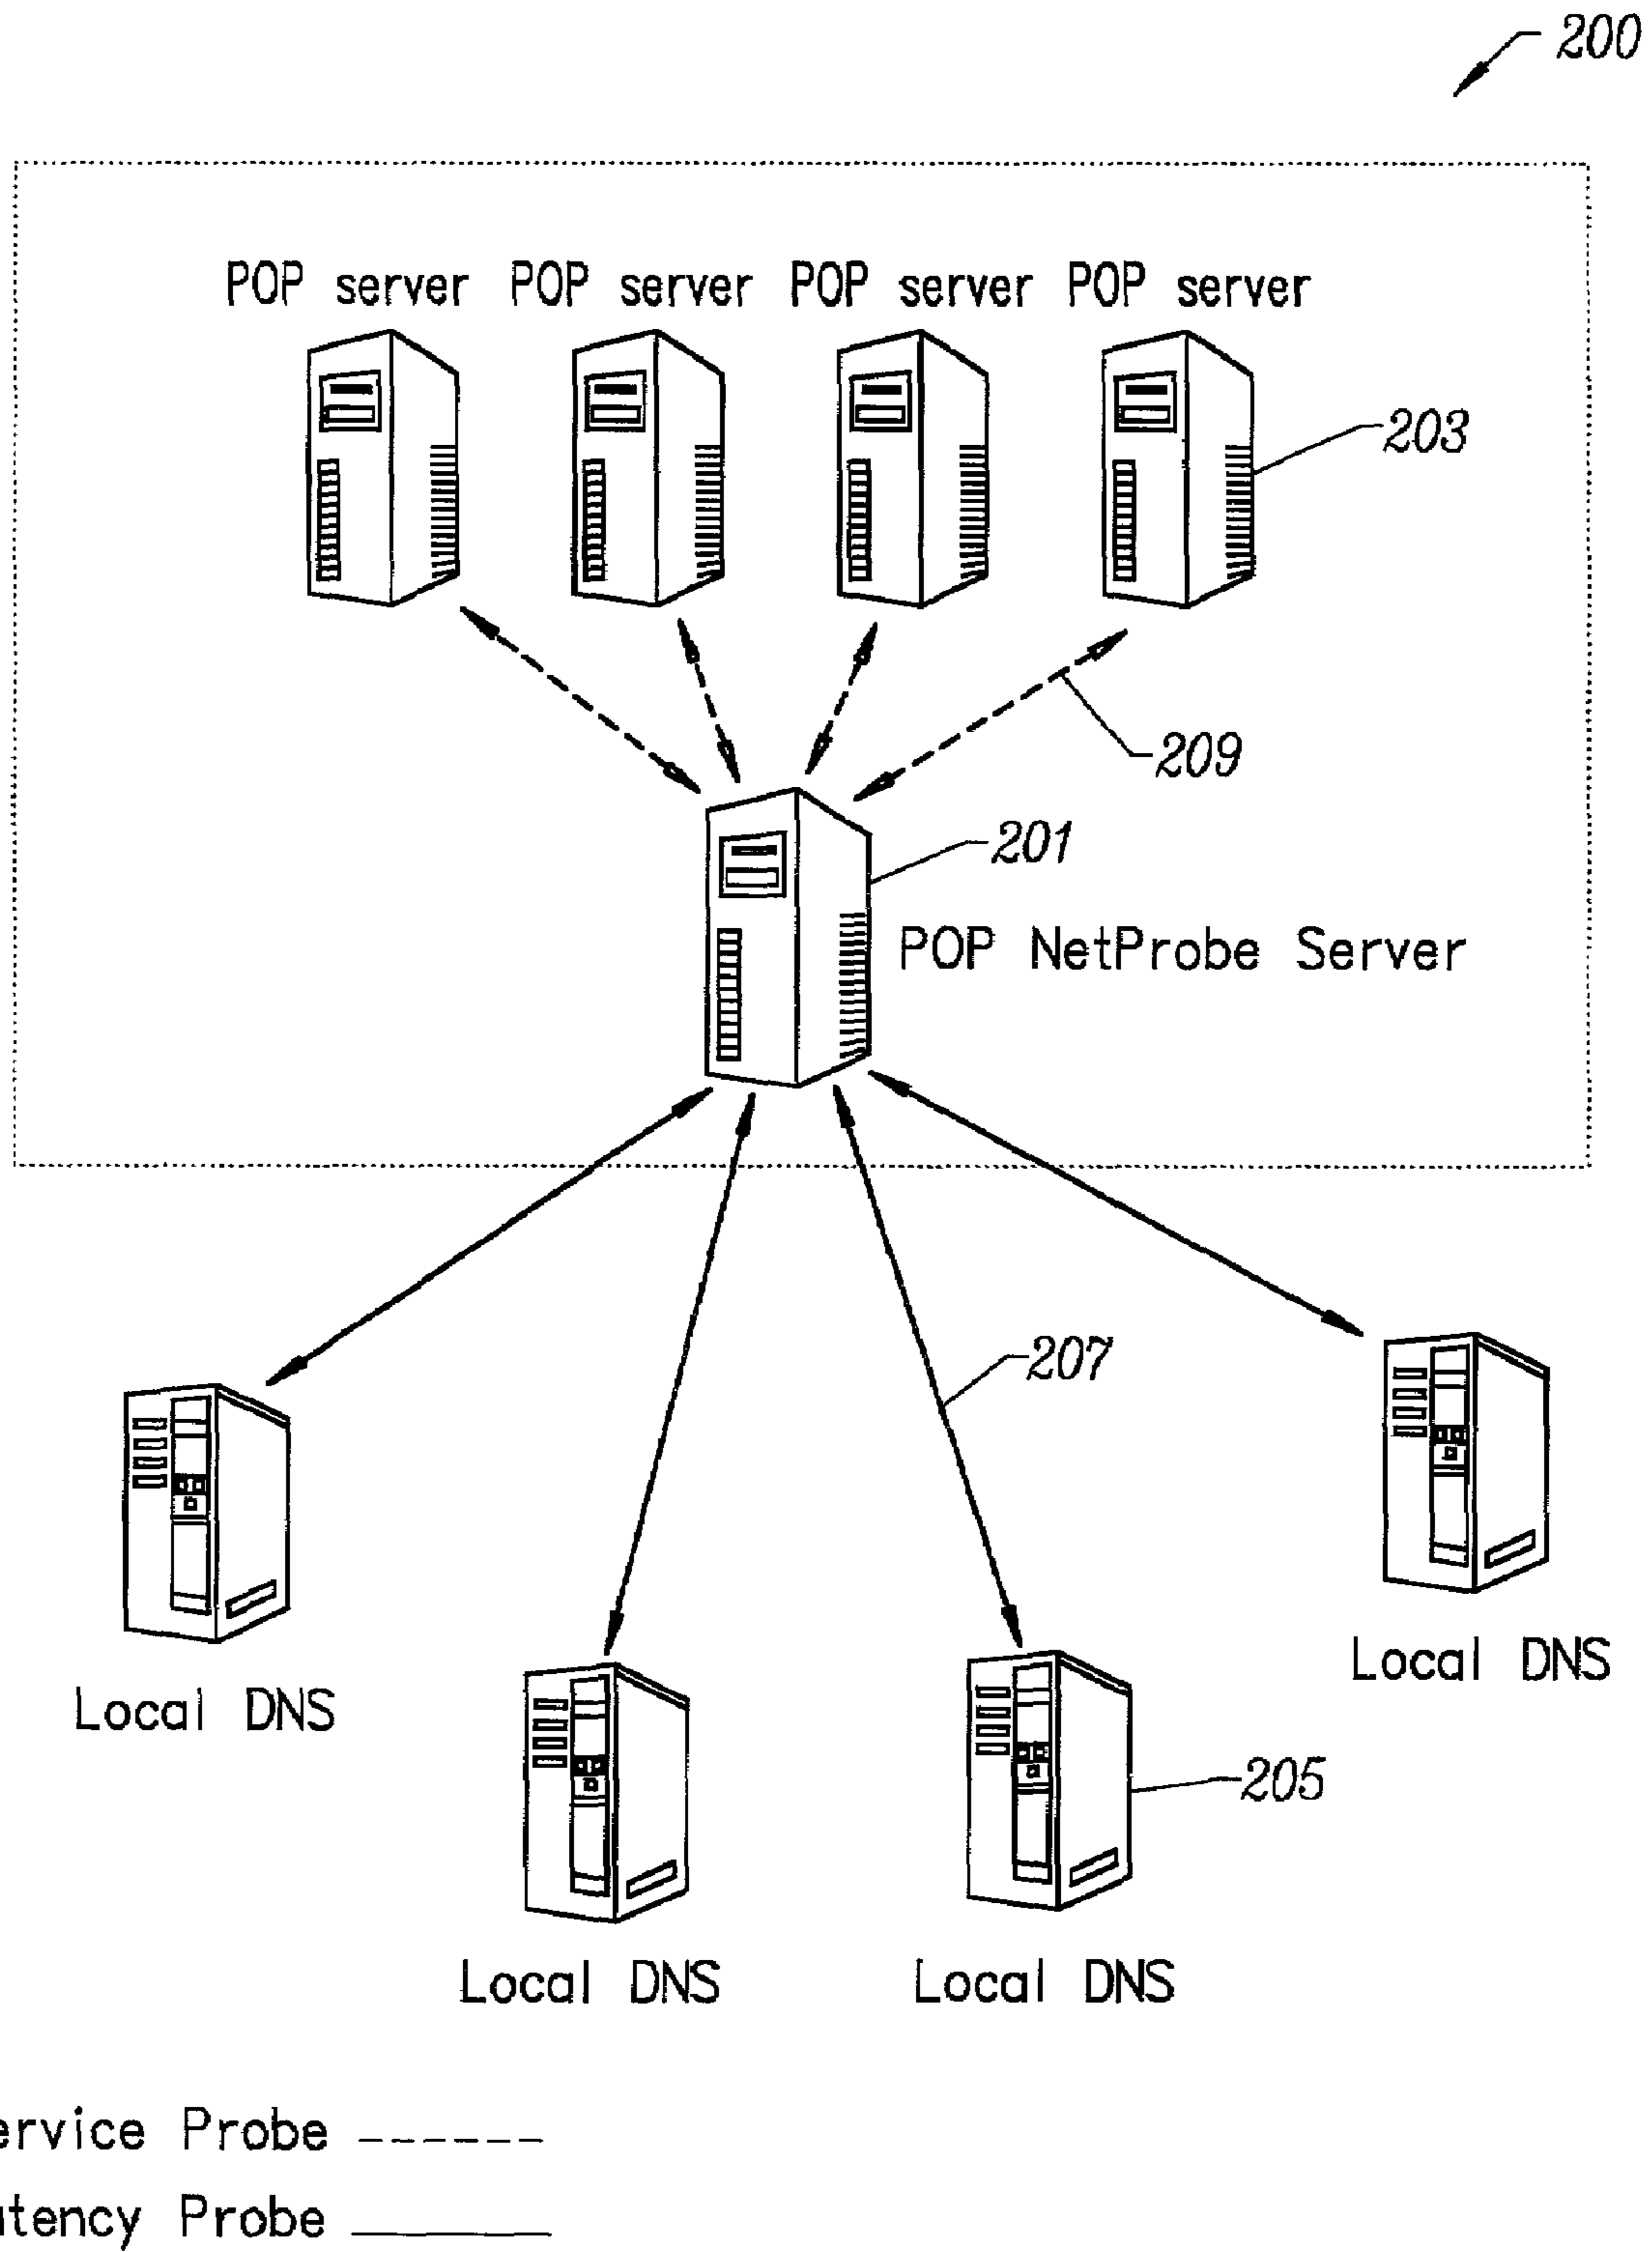 200
POP server POP server POP server POP server
203
209
201
POP NetProbe Server
207
Local DNS
Local DNS
205
Local DNS
Local DNS
ervice Probe
atency Probe